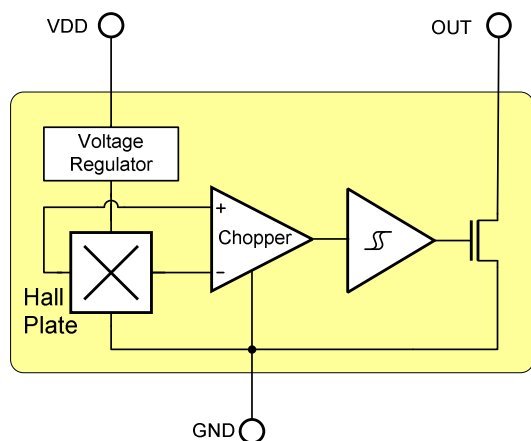 VDD
OUT
Voltage
Regulator
+
Chopper
−
Hall
Plate
GND